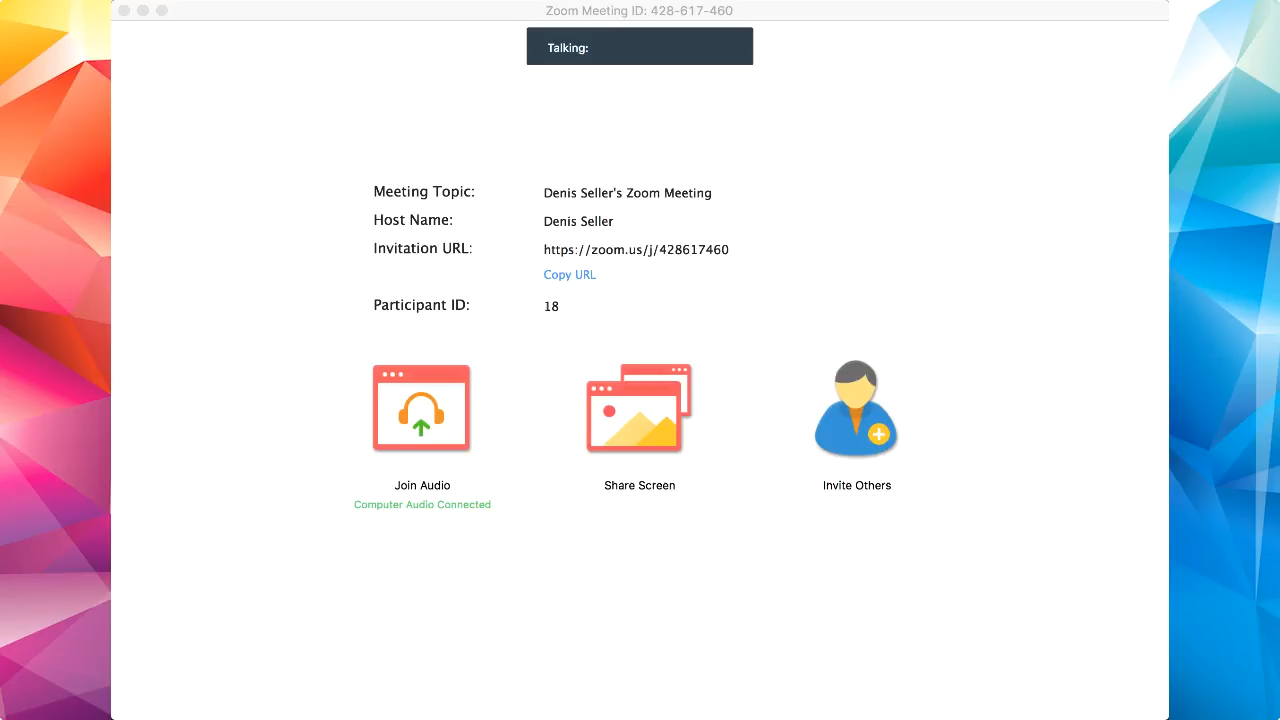 Zoom Meeting ID: 428-617-460
Talking:
Meeting Topic: Denis Seller's Zoom Meeting
Host Name: Denis Seller
Invitation URL: https://zoom.us/j/428617460
Copy URL
Participant ID: 18
Join Audio Share Screen Invite Others
Computer Audio Connected